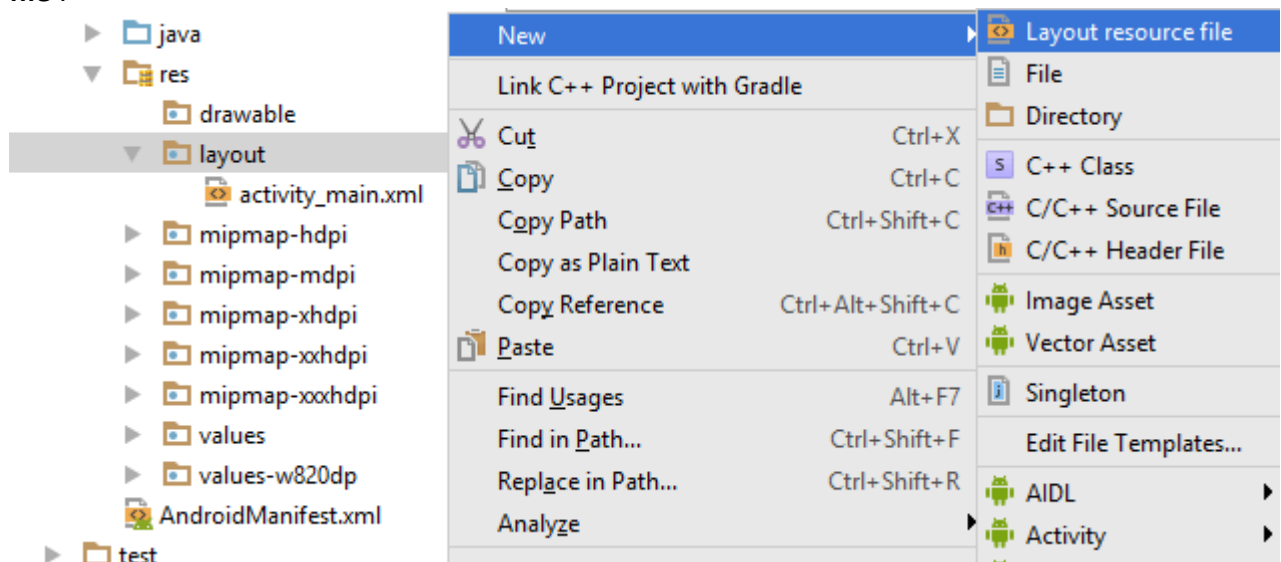 java
res
drawable
layout
activity_main.xml
mipmap-hdpi
mipmap-mdpi
mipmap-xhdpi
mipmap-xxhdpi
mipmap-xxxhdpi
values
values-w820dp
AndroidManifest.xml
test
New
Link C++ Project with Gradle
Cut Ctrl+X
Copy Ctrl+C
Copy Path Ctrl+Shift+C
Copy as Plain Text
Copy Reference Ctrl+Alt+Shift+C
Paste Ctrl+V
Find Usages Alt+F7
Find in Path... Ctrl+Shift+F
Replace in Path... Ctrl+Shift+R
Analyze
Layout resource file
File
Directory
S C++ Class
C++ C/C++ Source File
h C/C++ Header File
Image Asset
Vector Asset
j Singleton
Edit File Templates...
AIDL
Activity